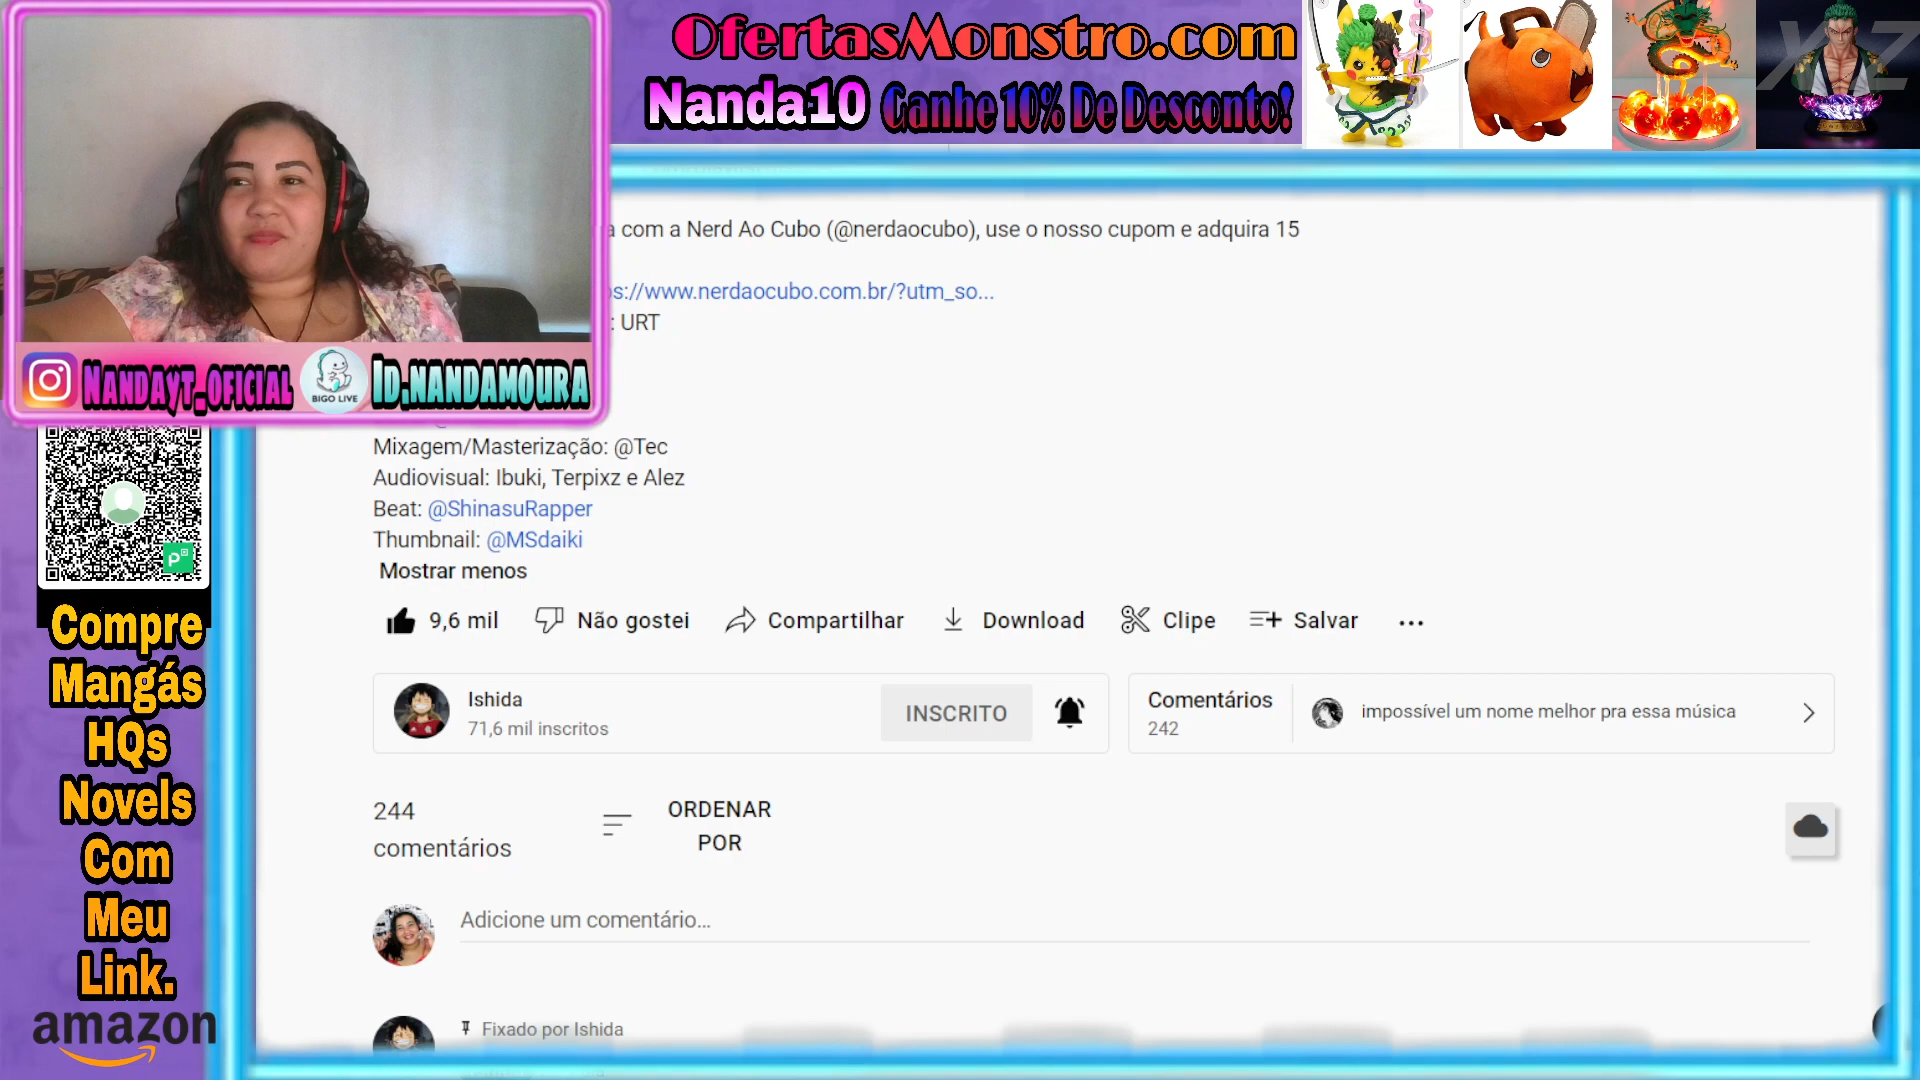 OfertasMonstro.com
Nanda10 Ganhe 10% De Desconto!
XZ
a com a Nerd Ao Cubo (@nerdaocubo), use o nosso cupom e adquira 15
s://www.nerdaocubo.com.br/?utm_so...
: URT
Nandayt_oficial
BIGO LIVE
Id:nandamoura
Mixagem/Masterização: @Tec
Audiovisual: Ibuki, Terpixz e Alez
Beat: @ShinasuRapper
Thumbnail: @MSdaiki
Mostrar menos
9,6 mil Não gostei Compartilhar Download Clipe Salvar ...
Ishida
71,6 mil inscritos
INSCRITO
Comentários
242
impossível um nome melhor pra essa música
244
comentários
ORDENAR
POR
Adicione um comentário...
Fixado por Ishida
Compre
Mangás
HQs
Novels
Com
Meu
Link.
amazon